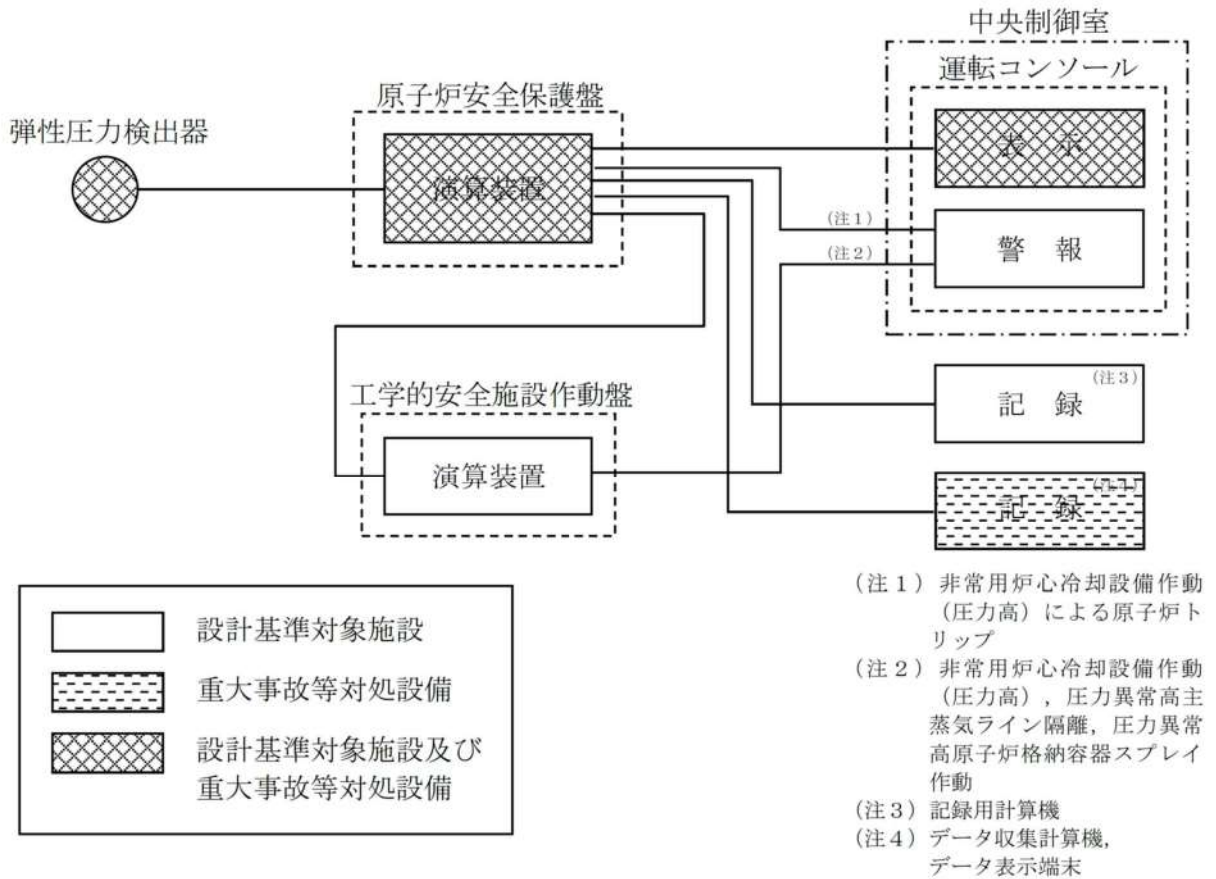 中央制御室
運転コンソール
原子炉安全保護盤
弾性圧力検出器
演算装置
表 示
(注1)
警 報
(注2)
工学的安全施設作動盤
演算装置
(注3)
記 録
(注4)
記 録
設計基準対象施設
重大事故等対処設備
設計基準対象施設及び
重大事故等対処設備
(注1) 非常用炉心冷却設備作動
(圧力高)による原子炉ト
リップ
(注2) 非常用炉心冷却設備作動
(圧力高),圧力異常高主
蒸気ライン隔離,圧力異常
高原子炉格納容器スプレイ
作動
(注3) 記録用計算機
(注4) データ収集計算機,
データ表示端末